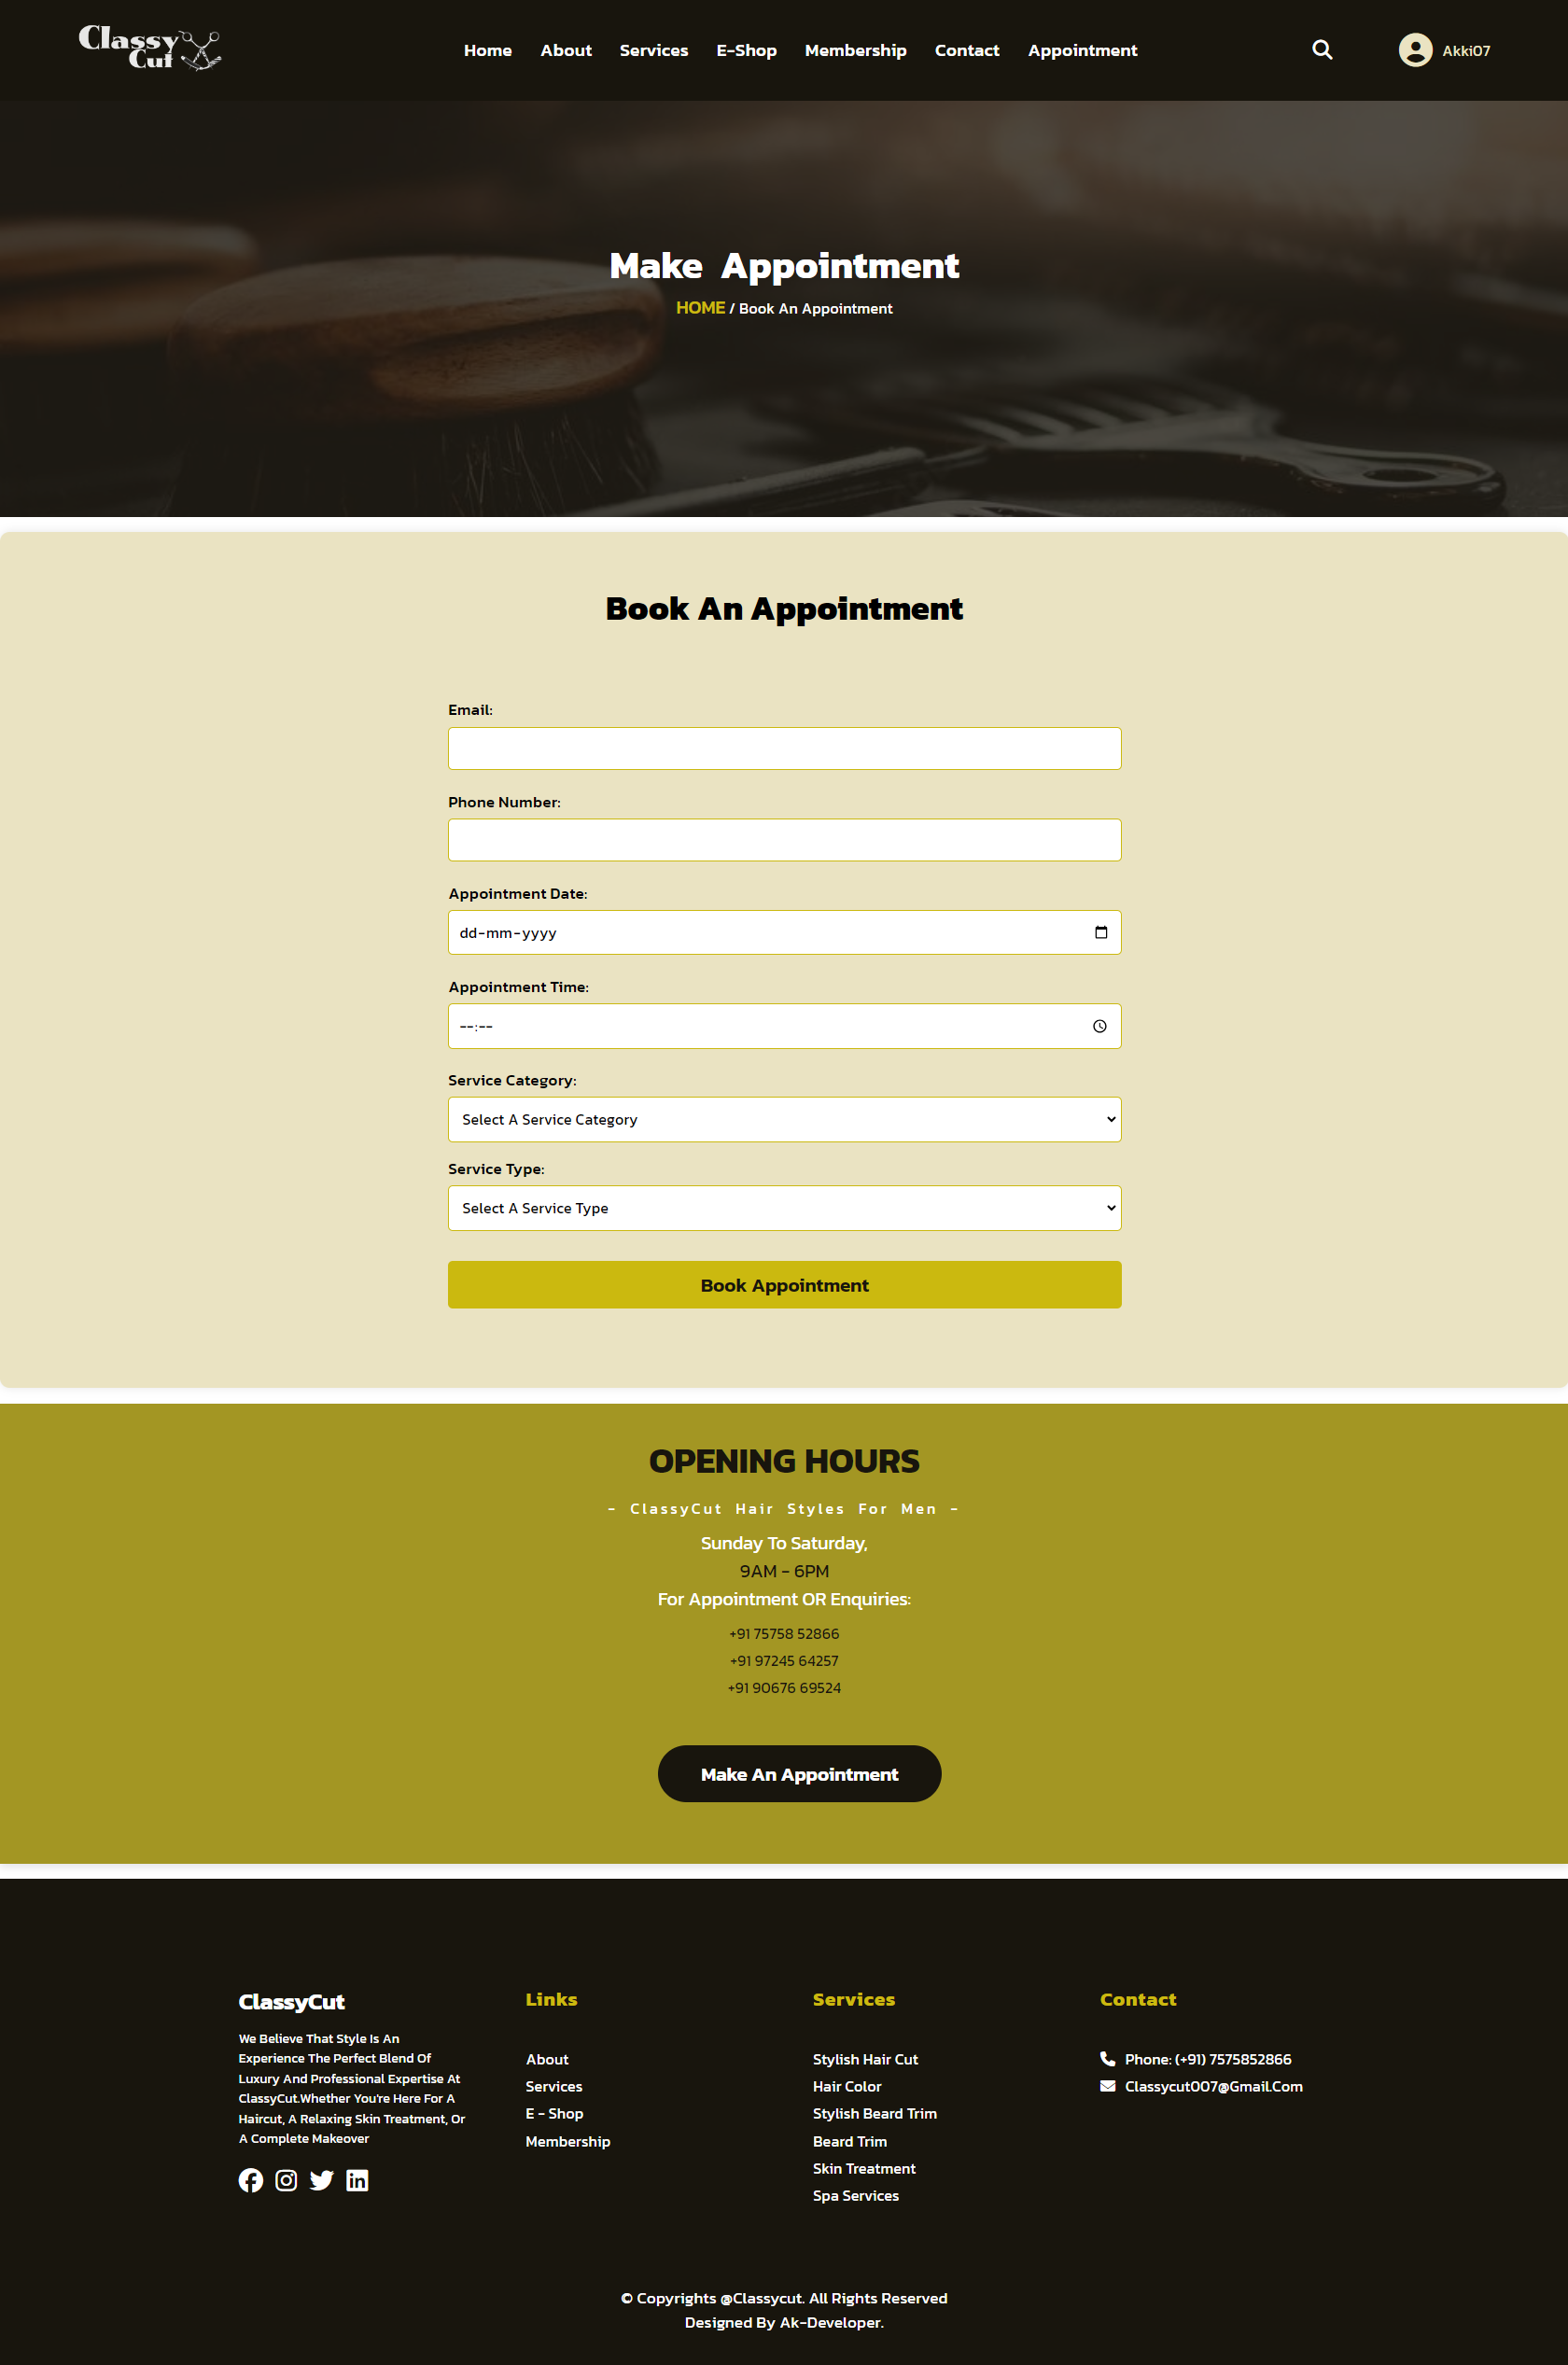 Classy
Cut
Home About Services E-Shop Membership Contact Appointment
Akki07
Make Appointment
HOME / Book An Appointment
Book An Appointment
Email:
Phone Number:
Appointment Date:
dd-mm-yyyy
Appointment Time:
--:--
Service Category:
Select A Service Category
Service Type:
Select A Service Type
Book Appointment
OPENING HOURS
- ClassyCut Hair Styles For Men -
Sunday To Saturday,
9AM - 6PM
For Appointment OR Enquiries:
+91 75758 52866
+91 97245 64257
+91 90676 69524
Make An Appointment
ClassyCut
We Believe That Style Is An
Experience The Perfect Blend Of
Luxury And Professional Expertise At
ClassyCut.Whether You're Here For A
Haircut, A Relaxing Skin Treatment, Or
A Complete Makeover
Links
About
Services
E - Shop
Membership
Services
Stylish Hair Cut
Hair Color
Stylish Beard Trim
Beard Trim
Skin Treatment
Spa Services
Contact
Phone: (+91) 7575852866
Classycut007@Gmail.Com
© Copyrights @Classycut. All Rights Reserved
Designed By Ak-Developer.